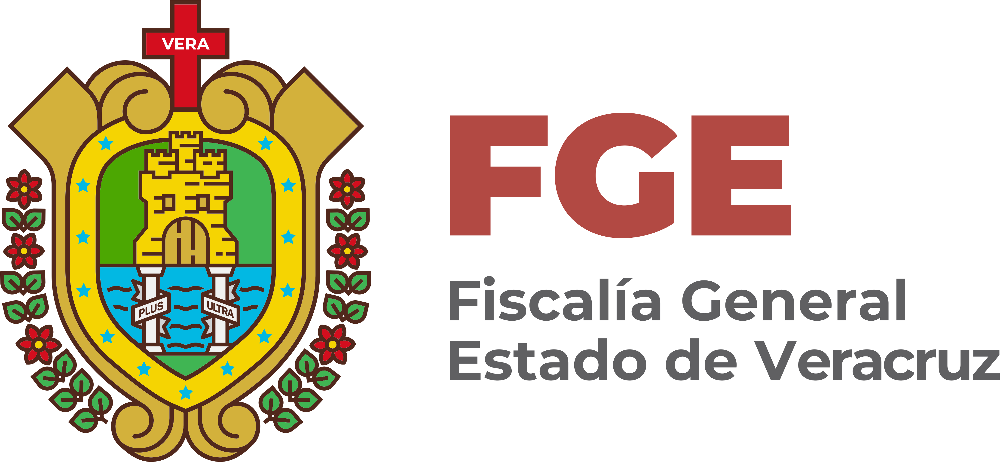 VERA
PLUS
ULTRA
FGE
Fiscalía General
Estado de Veracruz